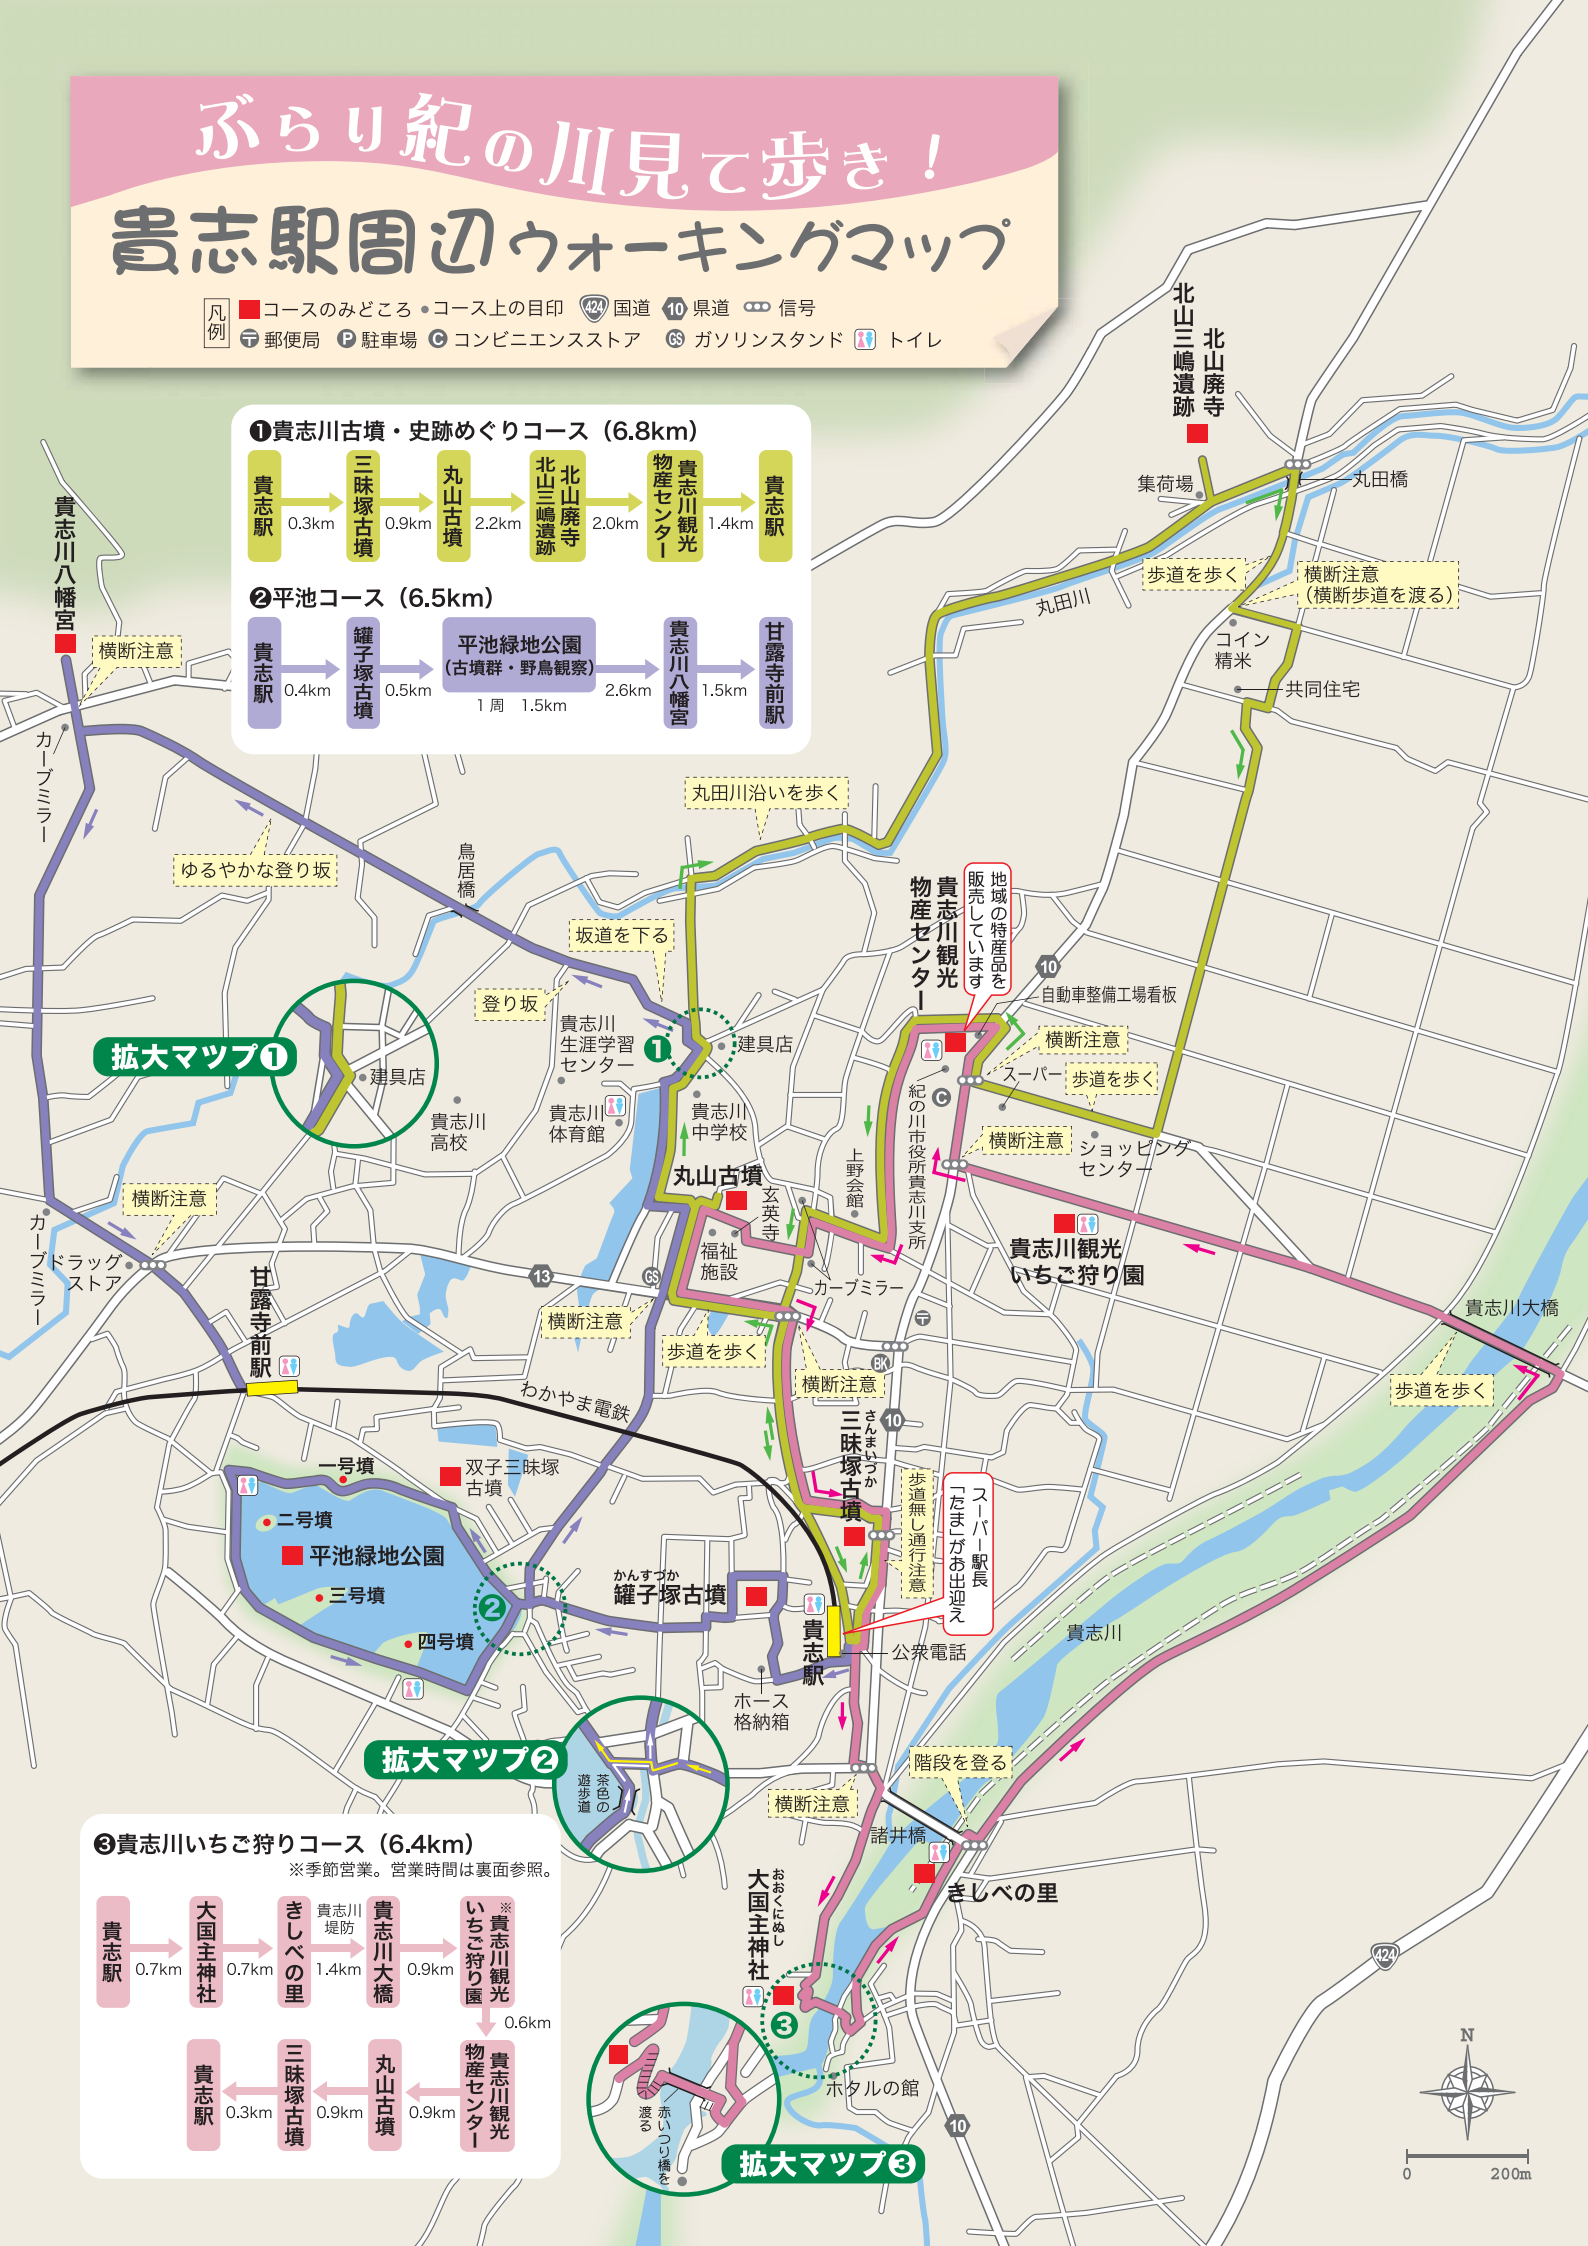 ぶらり紀の川見て歩き！
貴志駅周辺ウォーキングマップ
凡例
コースのみどころ
コース上の目印
424 国道
10 県道
信号
〒 郵便局
P 駐車場
C コンビニエンスストア
GS ガソリンスタンド
トイレ
❶貴志川古墳・史跡めぐりコース（6.8km）
貴志駅
0.3km
三昧塚古墳
0.9km
丸山古墳
2.2km
北山廃寺
北山三嶋遺跡
2.0km
貴志川観光
物産センター
1.4km
貴志駅
❷平池コース（6.5km）
貴志駅
0.4km
罐子塚古墳
0.5km
平池緑地公園
（古墳群・野鳥観察）
1周 1.5km
2.6km
貴志川八幡宮
1.5km
甘露寺前駅
北山廃寺
北山三嶋遺跡
集荷場
丸田橋
歩道を歩く
横断注意
（横断歩道を渡る）
丸田川
コイン
精米
共同住宅
貴志川八幡宮
横断注意
カーブミラー
丸田川沿いを歩く
ゆるやかな登り坂
鳥居橋
坂道を下る
登り坂
貴志川
生涯学習
センター
❶
建具店
拡大マップ❶
建具店
貴志川
高校
貴志川
体育館
貴志川
中学校
貴志川観光
物産センター
地域の特産品を
販売しています
10
自動車整備工場看板
横断注意
スーパー
歩道を歩く
C
紀の川市役所貴志川支所
横断注意
ショッピング
センター
上野会館
丸山古墳
玄英寺
福祉
施設
カーブミラー
貴志川観光
いちご狩り園
貴志川大橋
歩道を歩く
横断注意
カーブミラー
ドラッグ
ストア
甘露寺前駅
13
GS
横断注意
歩道を歩く
横断注意
〒
BK
10
わかやま電鉄
さんまいづか
三昧塚古墳
歩道無し通行注意
スーパー駅長
「たま」がお出迎え
一号墳
二号墳
平池緑地公園
三号墳
四号墳
双子三昧塚
古墳
❷
かんすづか
罐子塚古墳
貴志駅
公衆電話
ホース
格納箱
貴志川
拡大マップ❷
茶色の
遊歩道
横断注意
階段を登る
諸井橋
きしべの里
おおくにぬし
大国主神社
❸
ホタルの館
424
10
拡大マップ❸
赤いつり橋を
渡る
❸貴志川いちご狩りコース（6.4km）
※季節営業。営業時間は裏面参照。
貴志駅
0.7km
大国主神社
0.7km
きしべの里
貴志川
堤防
1.4km
貴志川大橋
0.9km
※
貴志川観光
いちご狩り園
0.6km
貴志川観光
物産センター
0.9km
丸山古墳
0.9km
三昧塚古墳
0.3km
貴志駅
N
0 200m